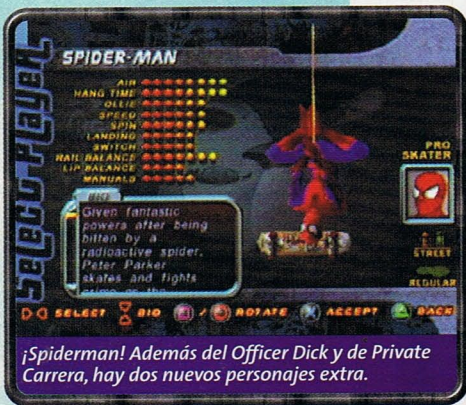 Select Player
SPIDER-MAN
AIR
HANG TIME
OLLIE
SPEED
SPIN
LANDING
SWITCH
RAIL BALANCE
LIP BALANCE
MANUALS
PRO
SKATER
BIO
Given fantastic
powers after being
bitten by a
radioactive spider,
Peter Parker
skates and fights
STREET
REGULAR
SELECT BIO / ROTATE ACCEPT BACK
¡Spiderman! Además del Officer Dick y de Private
Carrera, hay dos nuevos personajes extra.